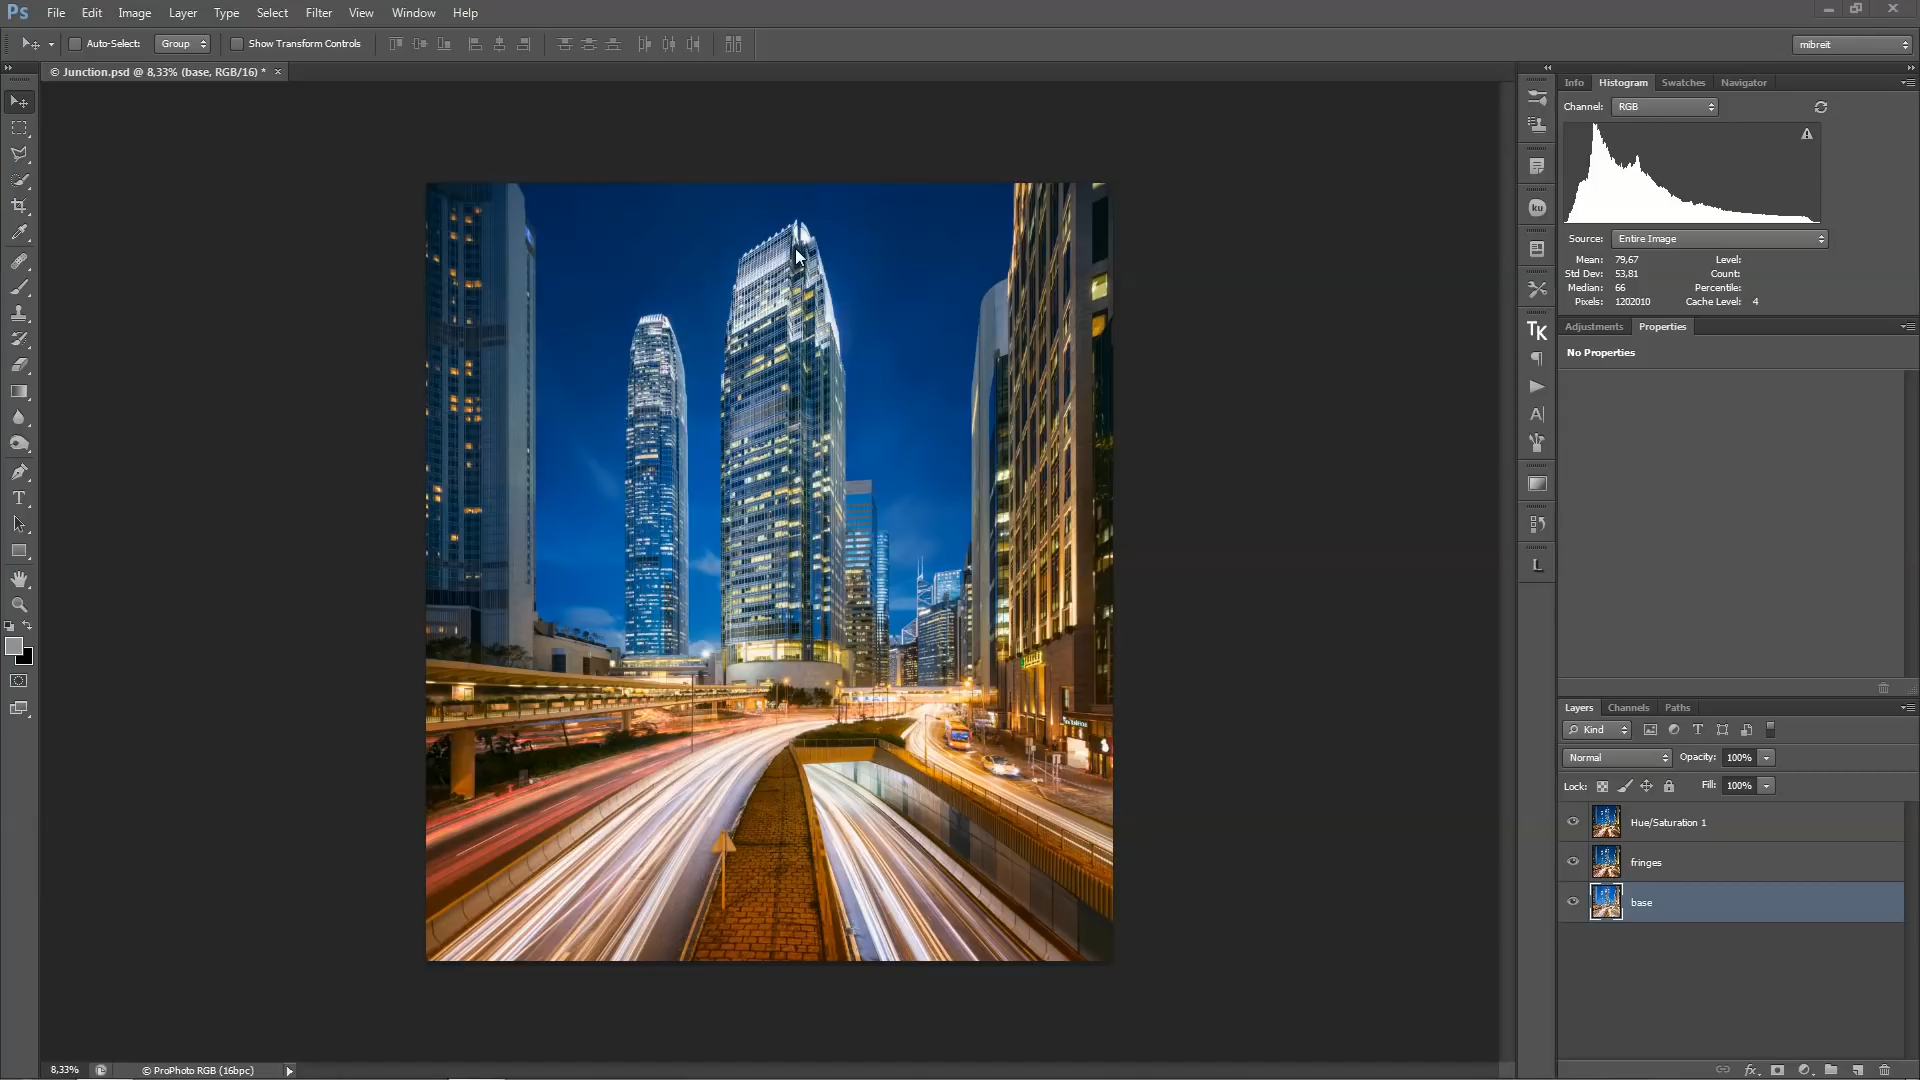 Ps File Edit Image Layer Type Select Filter View Window Help
Auto-Select: Group Show Transform Controls mibreit
© Junction.psd @ 8,33% (base, RGB/16) * ×
Info Histogram Swatches Navigator
Channel: RGB
Source: Entire Image
Mean: 79,67 Level:
Std Dev: 53,81 Count:
Median: 66 Percentile:
Pixels: 1202010 Cache Level: 4
ku
TK
Adjustments Properties
No Properties
A|
L
T
Layers Channels Paths
Kind
Normal Opacity: 100%
Lock: Fill: 100%
Hue/Saturation 1
fringes
base
8,33% © ProPhoto RGB (16bpc)
fx